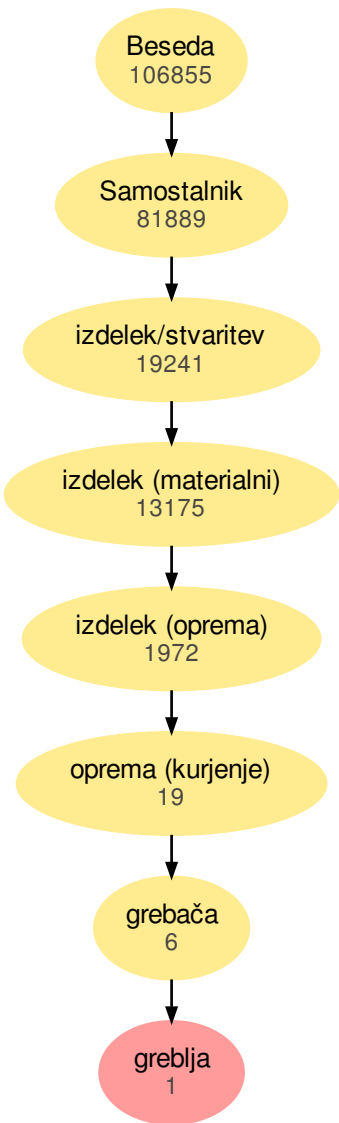 Beseda
106855
Samostalnik
81889
izdelek/stvaritev
19241
izdelek (materialni)
13175
izdelek (oprema)
1972
oprema (kurjenje)
19
grebača
6
greblja
1